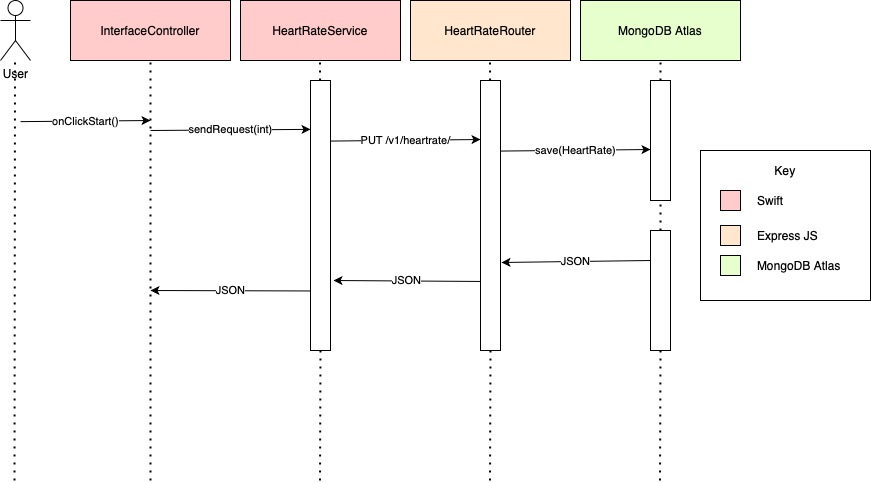 InterfaceController
HeartRateService
HeartRateRouter
MongoDB Atlas
User
onClickStart()
sendRequest(int)
PUT /v1/heartrate/
save(HeartRate)
Key
Swift
Express JS
MongoDB Atlas
JSON
JSON
JSON